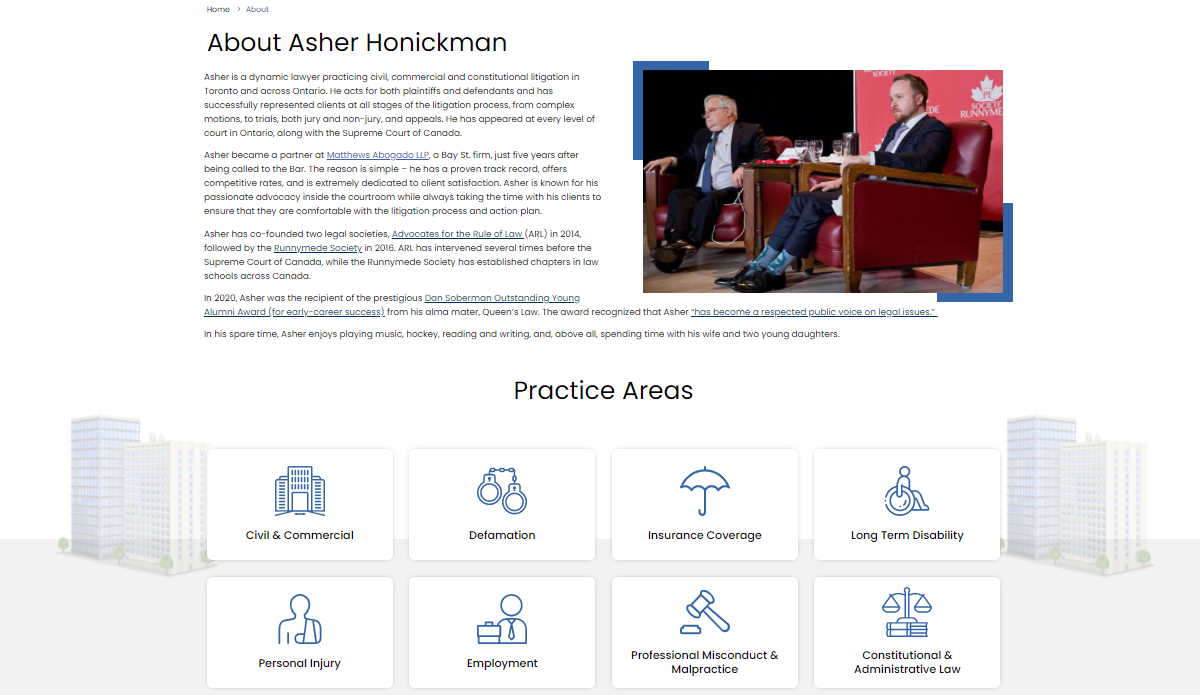 Home > About
About Asher Honickman
Asher is a dynamic lawyer practicing civil, commercial and constitutional litigation in
Toronto and across Ontario. He acts for both plaintiffs and defendants and has
successfully represented clients at all stages of the litigation process, from complex
motions, to trials, both jury and non-jury, and appeals. He has appeared at every level of
court in Ontario, along with the Supreme Court of Canada.
Asher became a partner at Matthews Abogado LLP, a Bay St. firm, just five years after
being called to the Bar. The reason is simple – he has a proven track record, offers
competitive rates, and is extremely dedicated to client satisfaction. Asher is known for his
passionate advocacy inside the courtroom while always taking the time with his clients to
ensure that they are comfortable with the litigation process and action plan.
Asher has co-founded two legal societies, Advocates for the Rule of Law (ARL) in 2014,
followed by the Runnymede Society in 2016. ARL has intervened several times before the
Supreme Court of Canada, while the Runnymede Society has established chapters in law
schools across Canada.
In 2020, Asher was the recipient of the prestigious Dan Soberman Outstanding Young
Alumni Award (for early-career success) from his alma mater, Queen's Law. The award recognized that Asher “has become a respected public voice on legal issues.”
In his spare time, Asher enjoys playing music, hockey, reading and writing, and, above all, spending time with his wife and two young daughters.
SOCIETY
SOCIÉTÉ
RUNNYME
Practice Areas
Civil & Commercial
Defamation
Insurance Coverage
Long Term Disability
Personal Injury
Employment
Professional Misconduct &
Malpractice
Constitutional &
Administrative Law